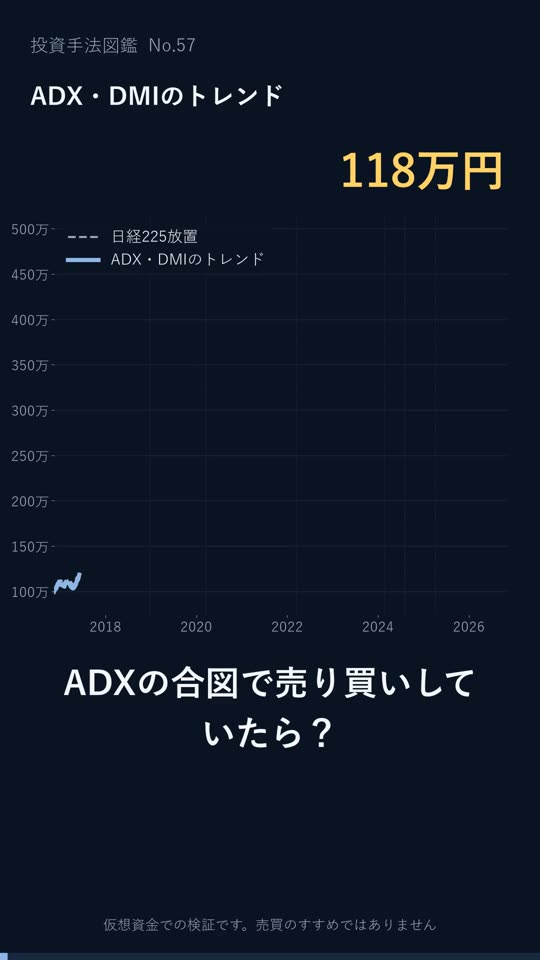 投資手法図鑑 No.57
ADX・DMIのトレンド
118万円
500万
日経225放置
ADX・DMIのトレンド
450万
400万
350万
300万
250万
200万
150万
100万
2018 2020 2022 2024 2026
ADXの合図で売り買いして
いたら？
仮想資金での検証です。売買のすすめではありません